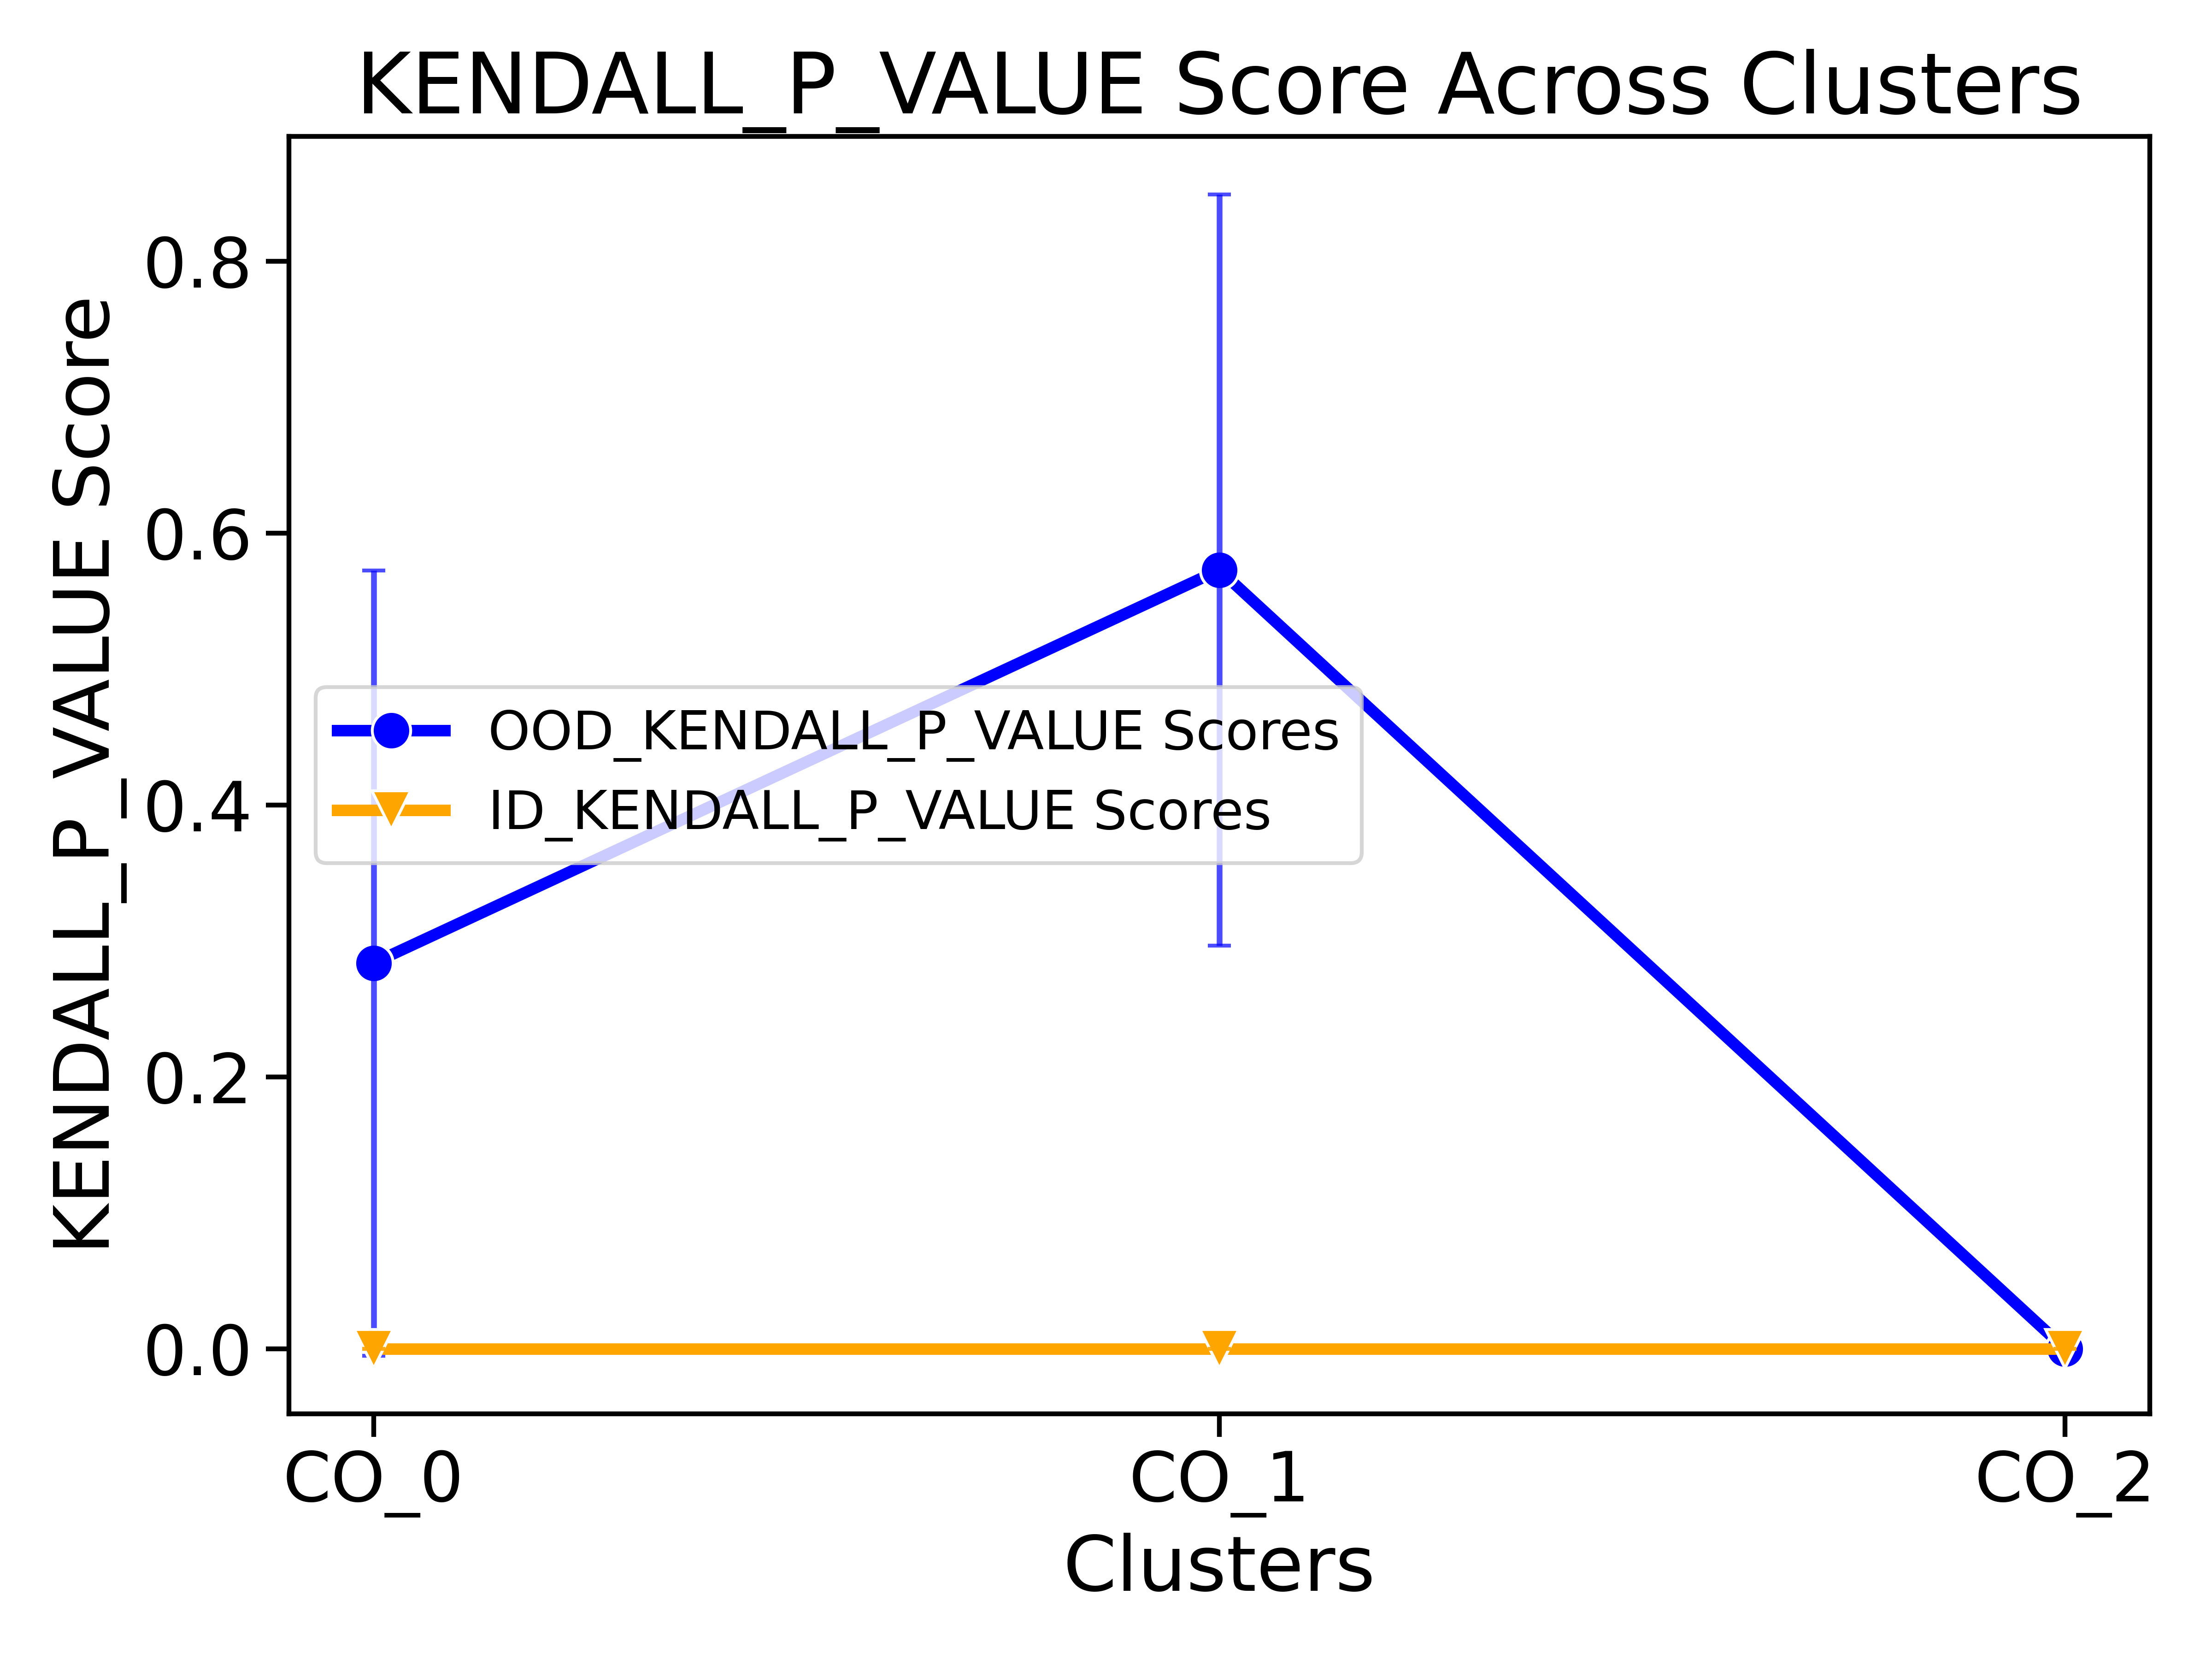 KENDALL_P_VALUE Score Across Clusters
KENDALL_P_VALUE Score
0.8
0.6
0.4
0.2
0.0
OOD_KENDALL_P_VALUE Scores
ID_KENDALL_P_VALUE Scores
CO_0
CO_1
CO_2
Clusters